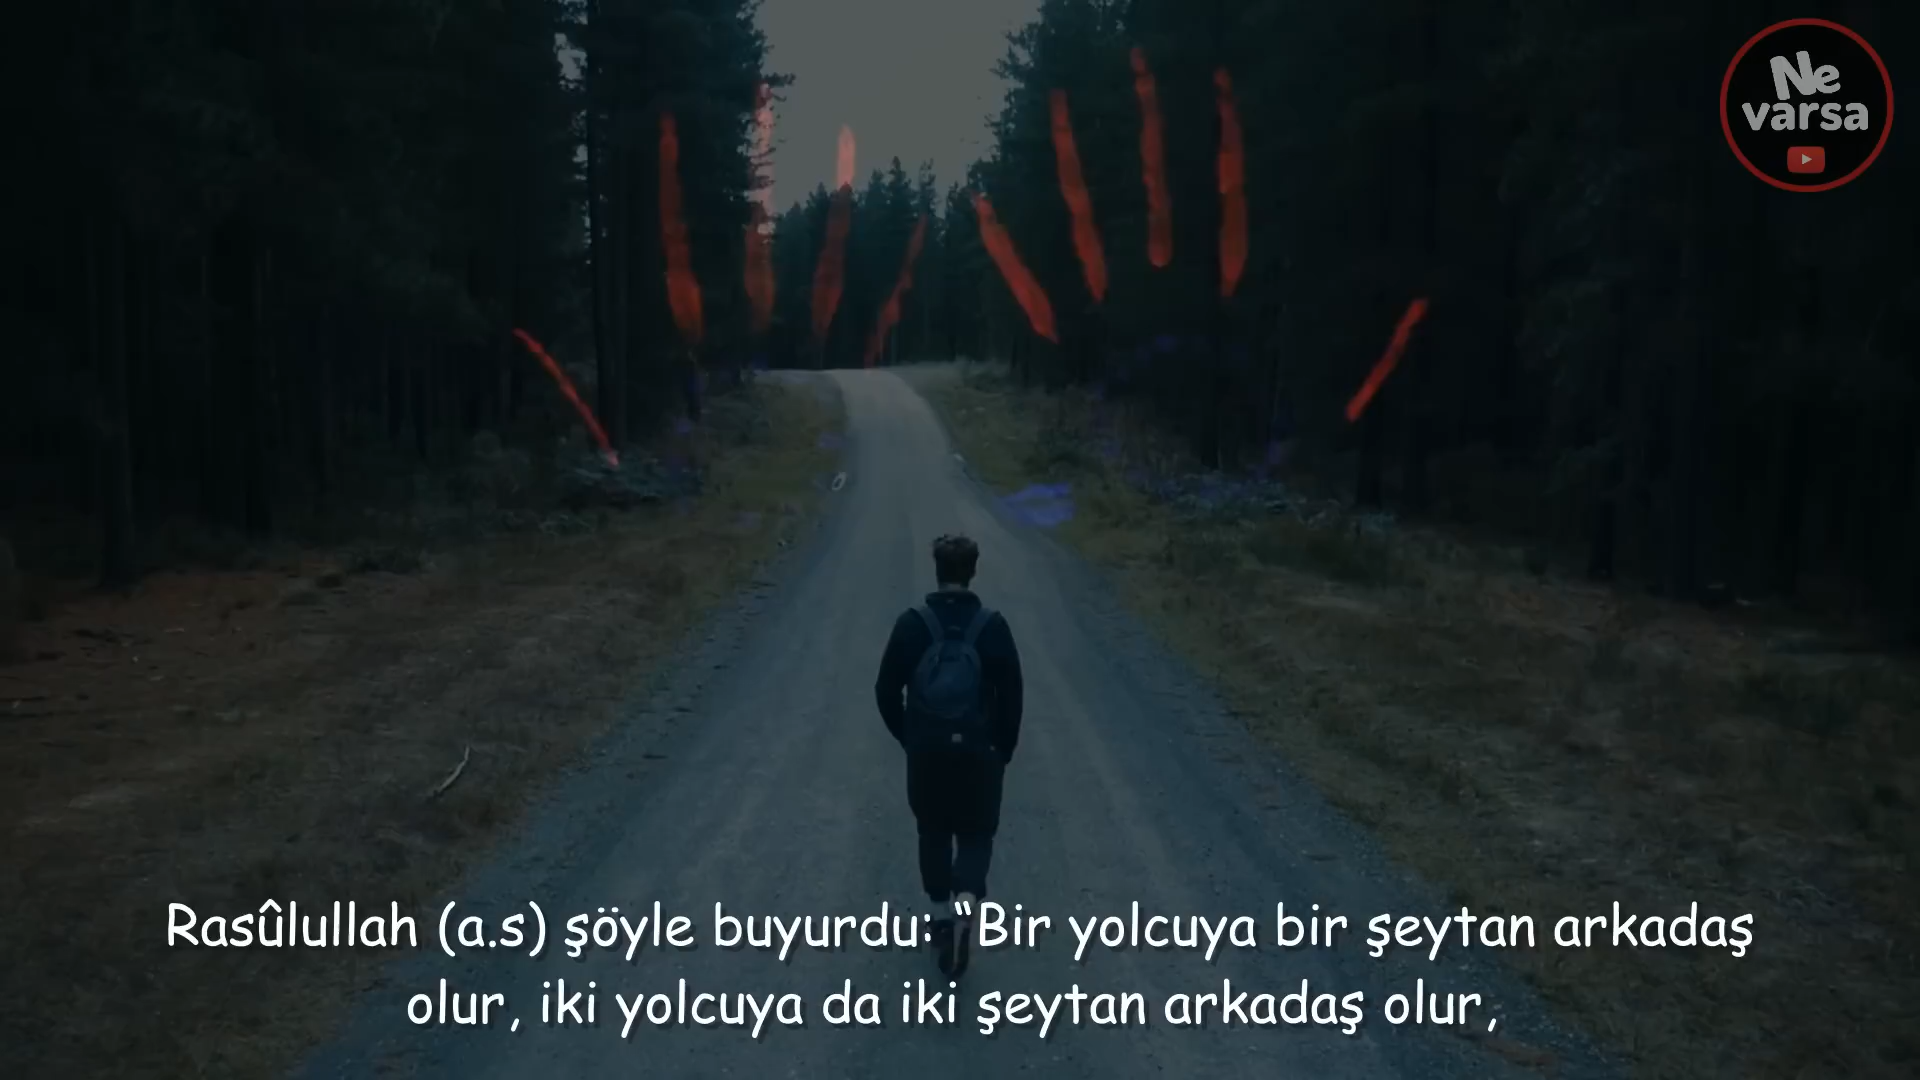 Ne
varsa
Rasûlullah (a.s) şöyle buyurdu: “Bir yolcuya bir şeytan arkadaş
olur, iki yolcuya da iki şeytan arkadaş olur,